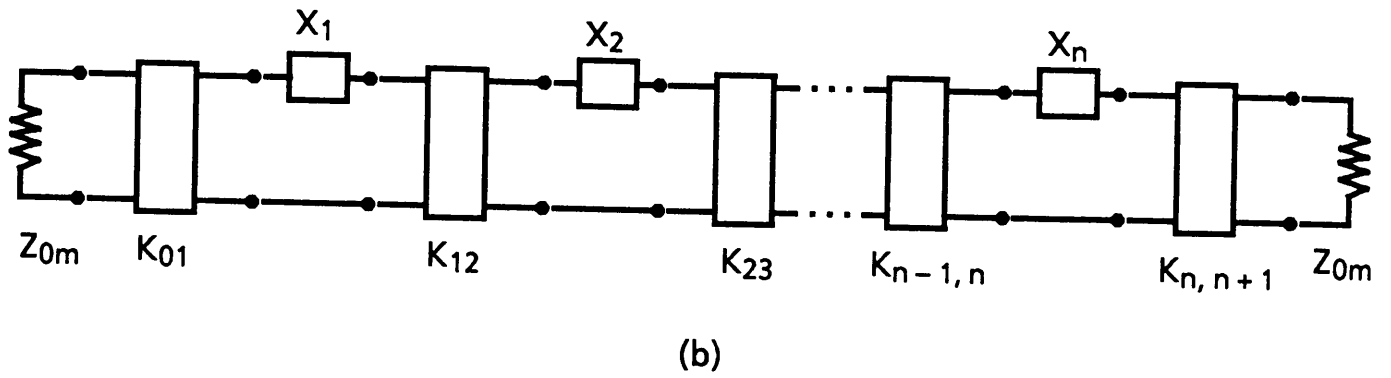 X1 X2 Xn
Z0m K01 K12 K23 Kn – 1, n Kn, n + 1 Z0m
(b)